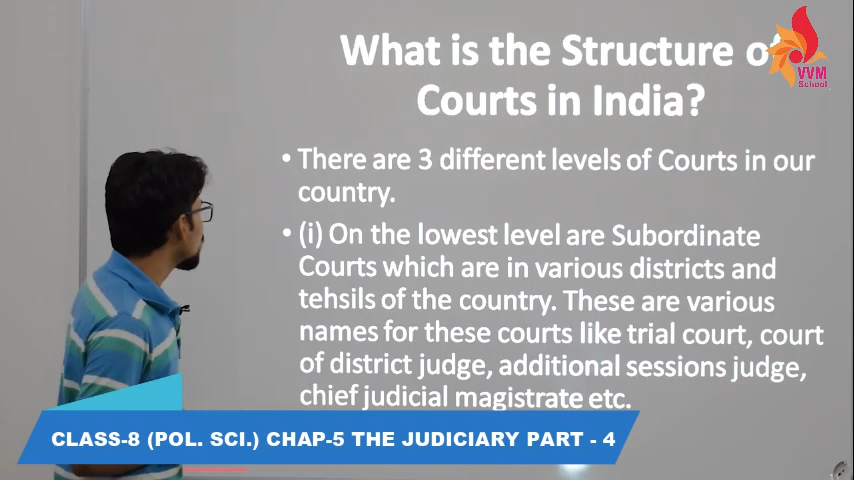 What is the Structure of
Courts in India?
VVM
School
• There are 3 different levels of Courts in our
country.
• (i) On the lowest level are Subordinate
Courts which are in various districts and
tehsils of the country. These are various
names for these courts like trial court, court
of district judge, additional sessions judge,
chief judicial magistrate etc.
CLASS-8 (POL. SCI.) CHAP-5 THE JUDICIARY PART - 4